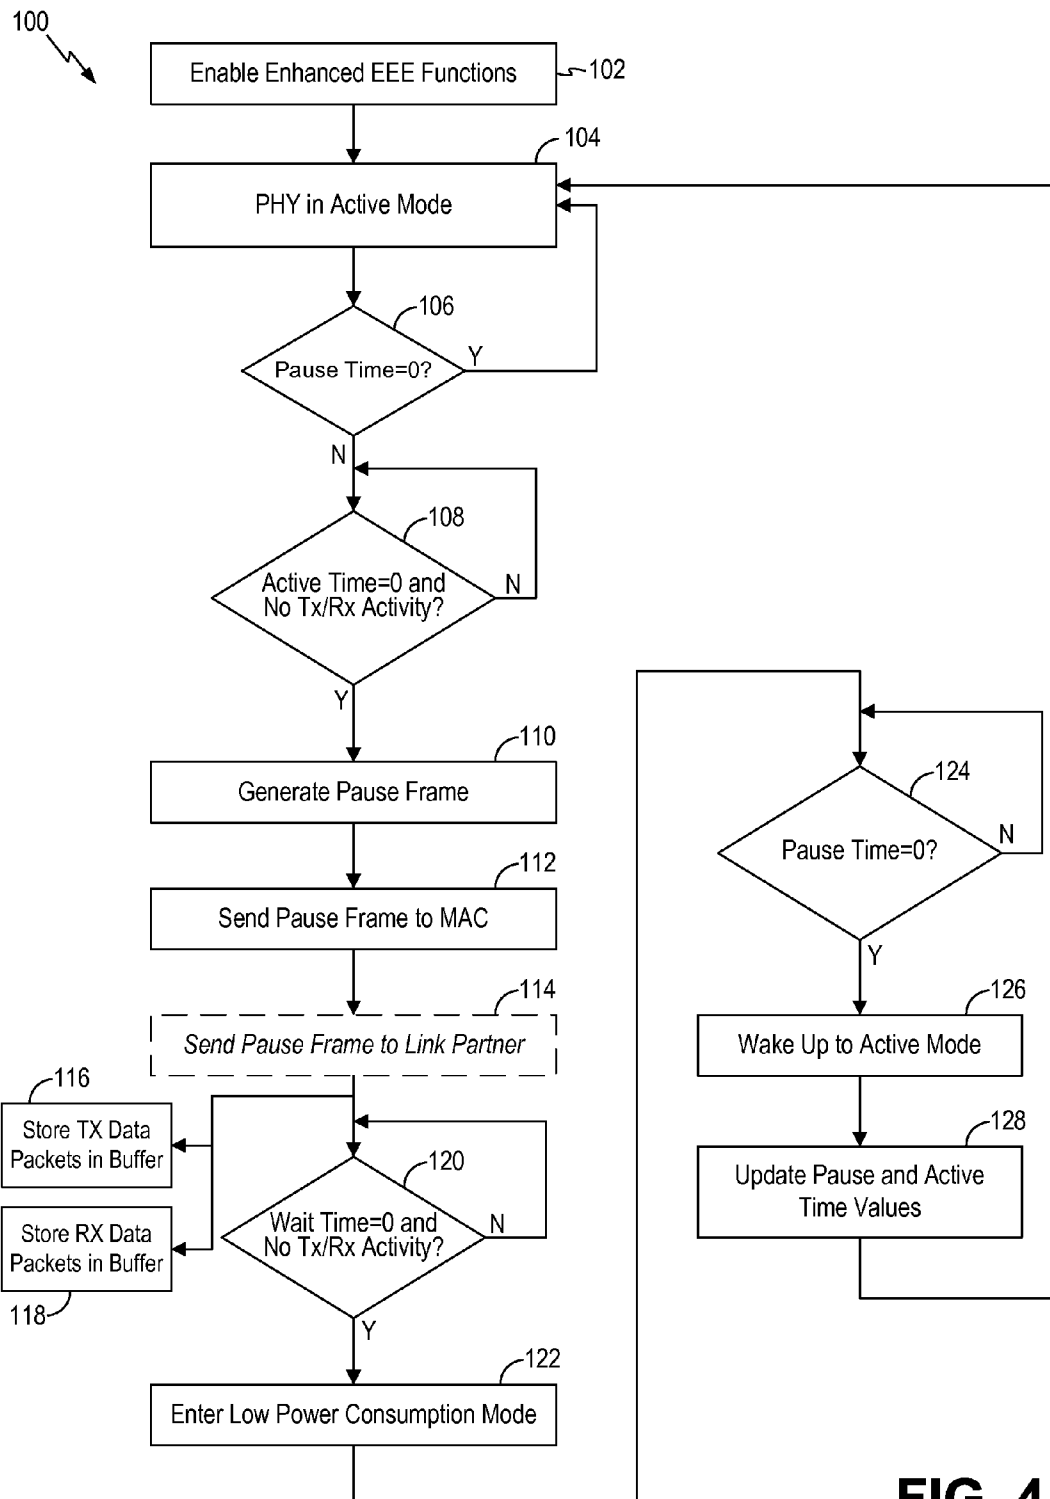 100
Enable Enhanced EEE Functions
102
104
PHY in Active Mode
106
Pause Time=0?
Y
N
108
Active Time=0 and
No Tx/Rx Activity?
N
Y
110
Generate Pause Frame
112
Send Pause Frame to MAC
114
Send Pause Frame to Link Partner
116
Store TX Data
Packets in Buffer
Store RX Data
Packets in Buffer
118
120
Wait Time=0 and
No Tx/Rx Activity?
N
Y
122
Enter Low Power Consumption Mode
124
Pause Time=0?
N
Y
126
Wake Up to Active Mode
128
Update Pause and Active
Time Values
FIG. 4